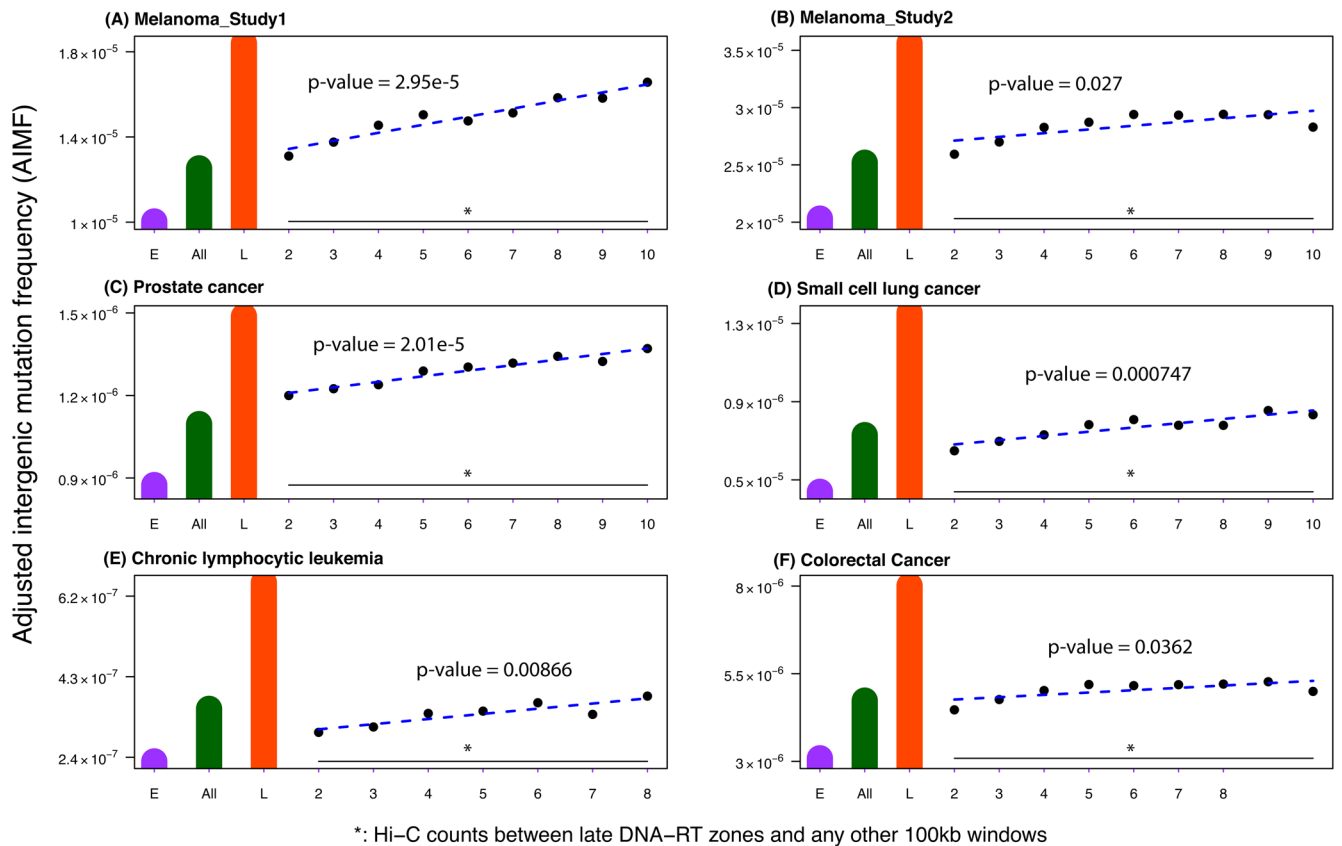 Adjusted intergenic mutation frequency (AIMF)
(A) Melanoma_Study1
1.8 × 10⁻⁵
1.4 × 10⁻⁵
1 × 10⁻⁵
p-value = 2.95e-5
*
E All L 2 3 4 5 6 7 8 9 10
(B) Melanoma_Study2
3.5 × 10⁻⁵
3 × 10⁻⁵
2.5 × 10⁻⁵
2 × 10⁻⁵
p-value = 0.027
*
E All L 2 3 4 5 6 7 8 9 10
(C) Prostate cancer
1.5 × 10⁻⁶
1.2 × 10⁻⁶
0.9 × 10⁻⁶
p-value = 2.01e-5
*
E All L 2 3 4 5 6 7 8 9 10
(D) Small cell lung cancer
1.3 × 10⁻⁵
0.9 × 10⁻⁶
0.5 × 10⁻⁵
p-value = 0.000747
*
E All L 2 3 4 5 6 7 8 9 10
(E) Chronic lymphocytic leukemia
6.2 × 10⁻⁷
4.3 × 10⁻⁷
2.4 × 10⁻⁷
p-value = 0.00866
*
E All L 2 3 4 5 6 7 8
(F) Colorectal Cancer
8 × 10⁻⁶
5.5 × 10⁻⁶
3 × 10⁻⁶
p-value = 0.0362
*
E All L 2 3 4 5 6 7 8
*: Hi−C counts between late DNA−RT zones and any other 100kb windows